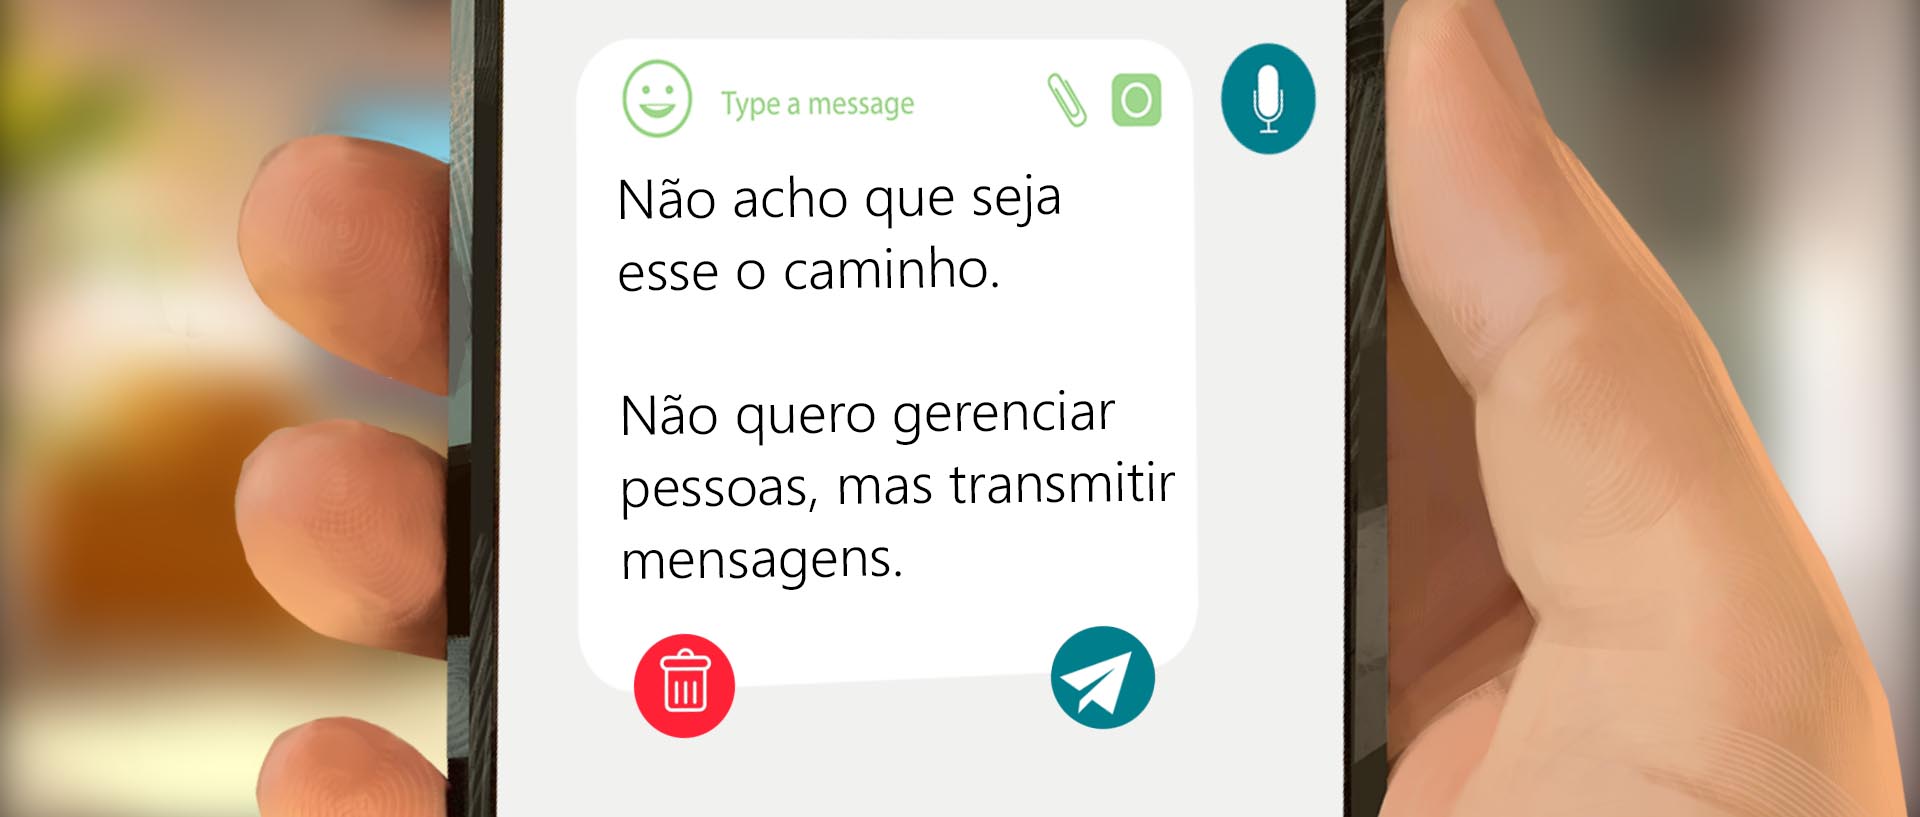 Type a message
Não acho que seja
esse o caminho.
Não quero gerenciar
pessoas, mas transmitir
mensagens.